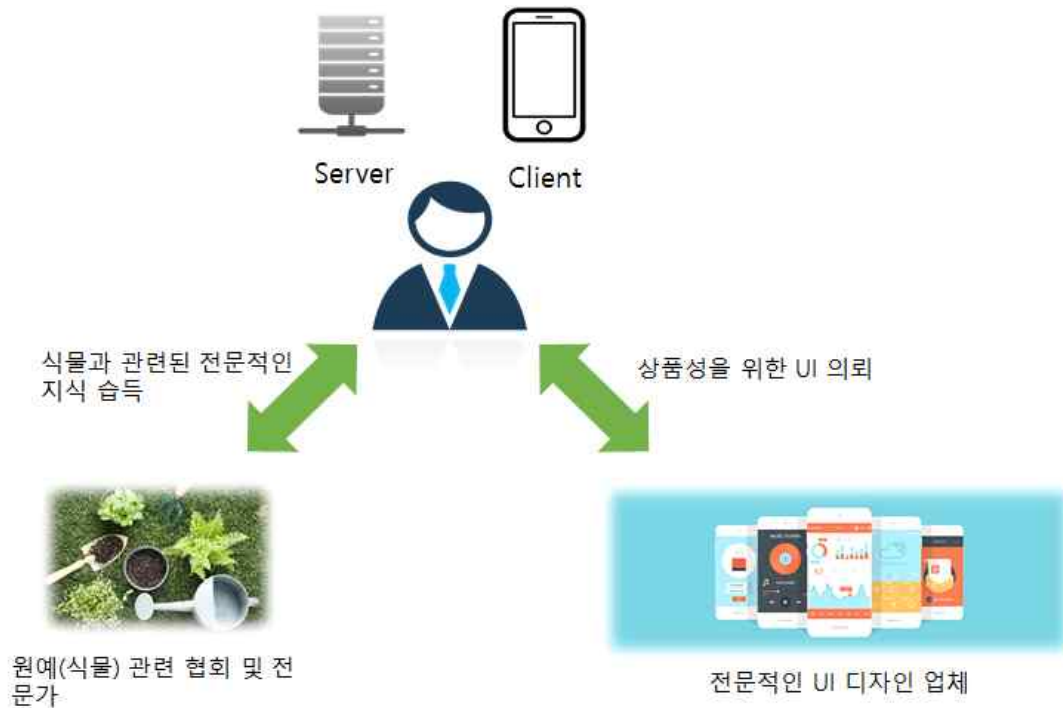 Server
Client
식물과 관련된 전문적인
지식 습득
상품성을 위한 UI 의뢰
원예(식물) 관련 협회 및 전
문가
전문적인 UI 디자인 업체